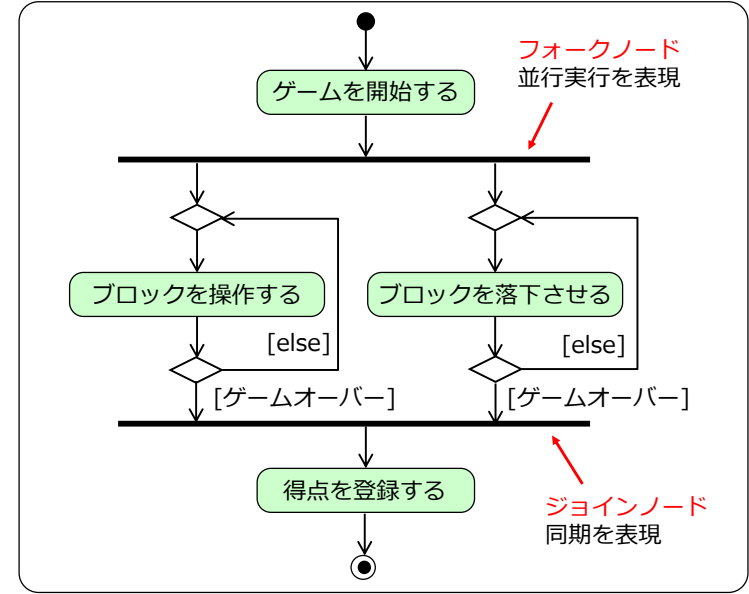 フォークノード
並行実行を表現
ゲームを開始する
ブロックを操作する
ブロックを落下させる
[else]
[else]
[ゲームオーバー]
[ゲームオーバー]
得点を登録する
ジョインノード
同期を表現